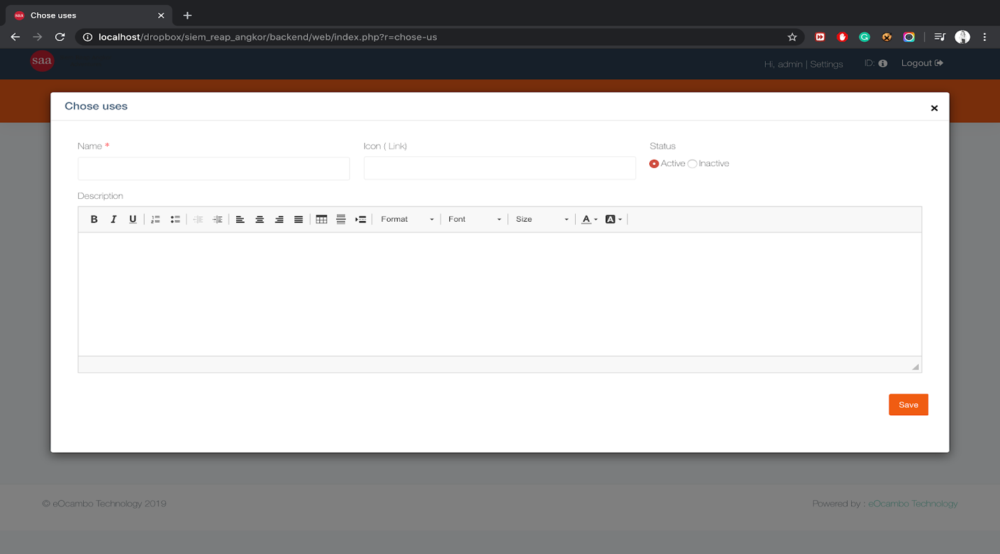 saa Chose uses
localhost/dropbox/siem_reap_angkor/backend/web/index.php?r=chose-us
saa
Hi, admin | Settings ID: Logout
Chose uses
Name * Icon ( Link) Status
Active Inactive
Description
B I U Format Font Size A A
Save
© eOcambo Technology 2019 Powered by : eOcambo Technology